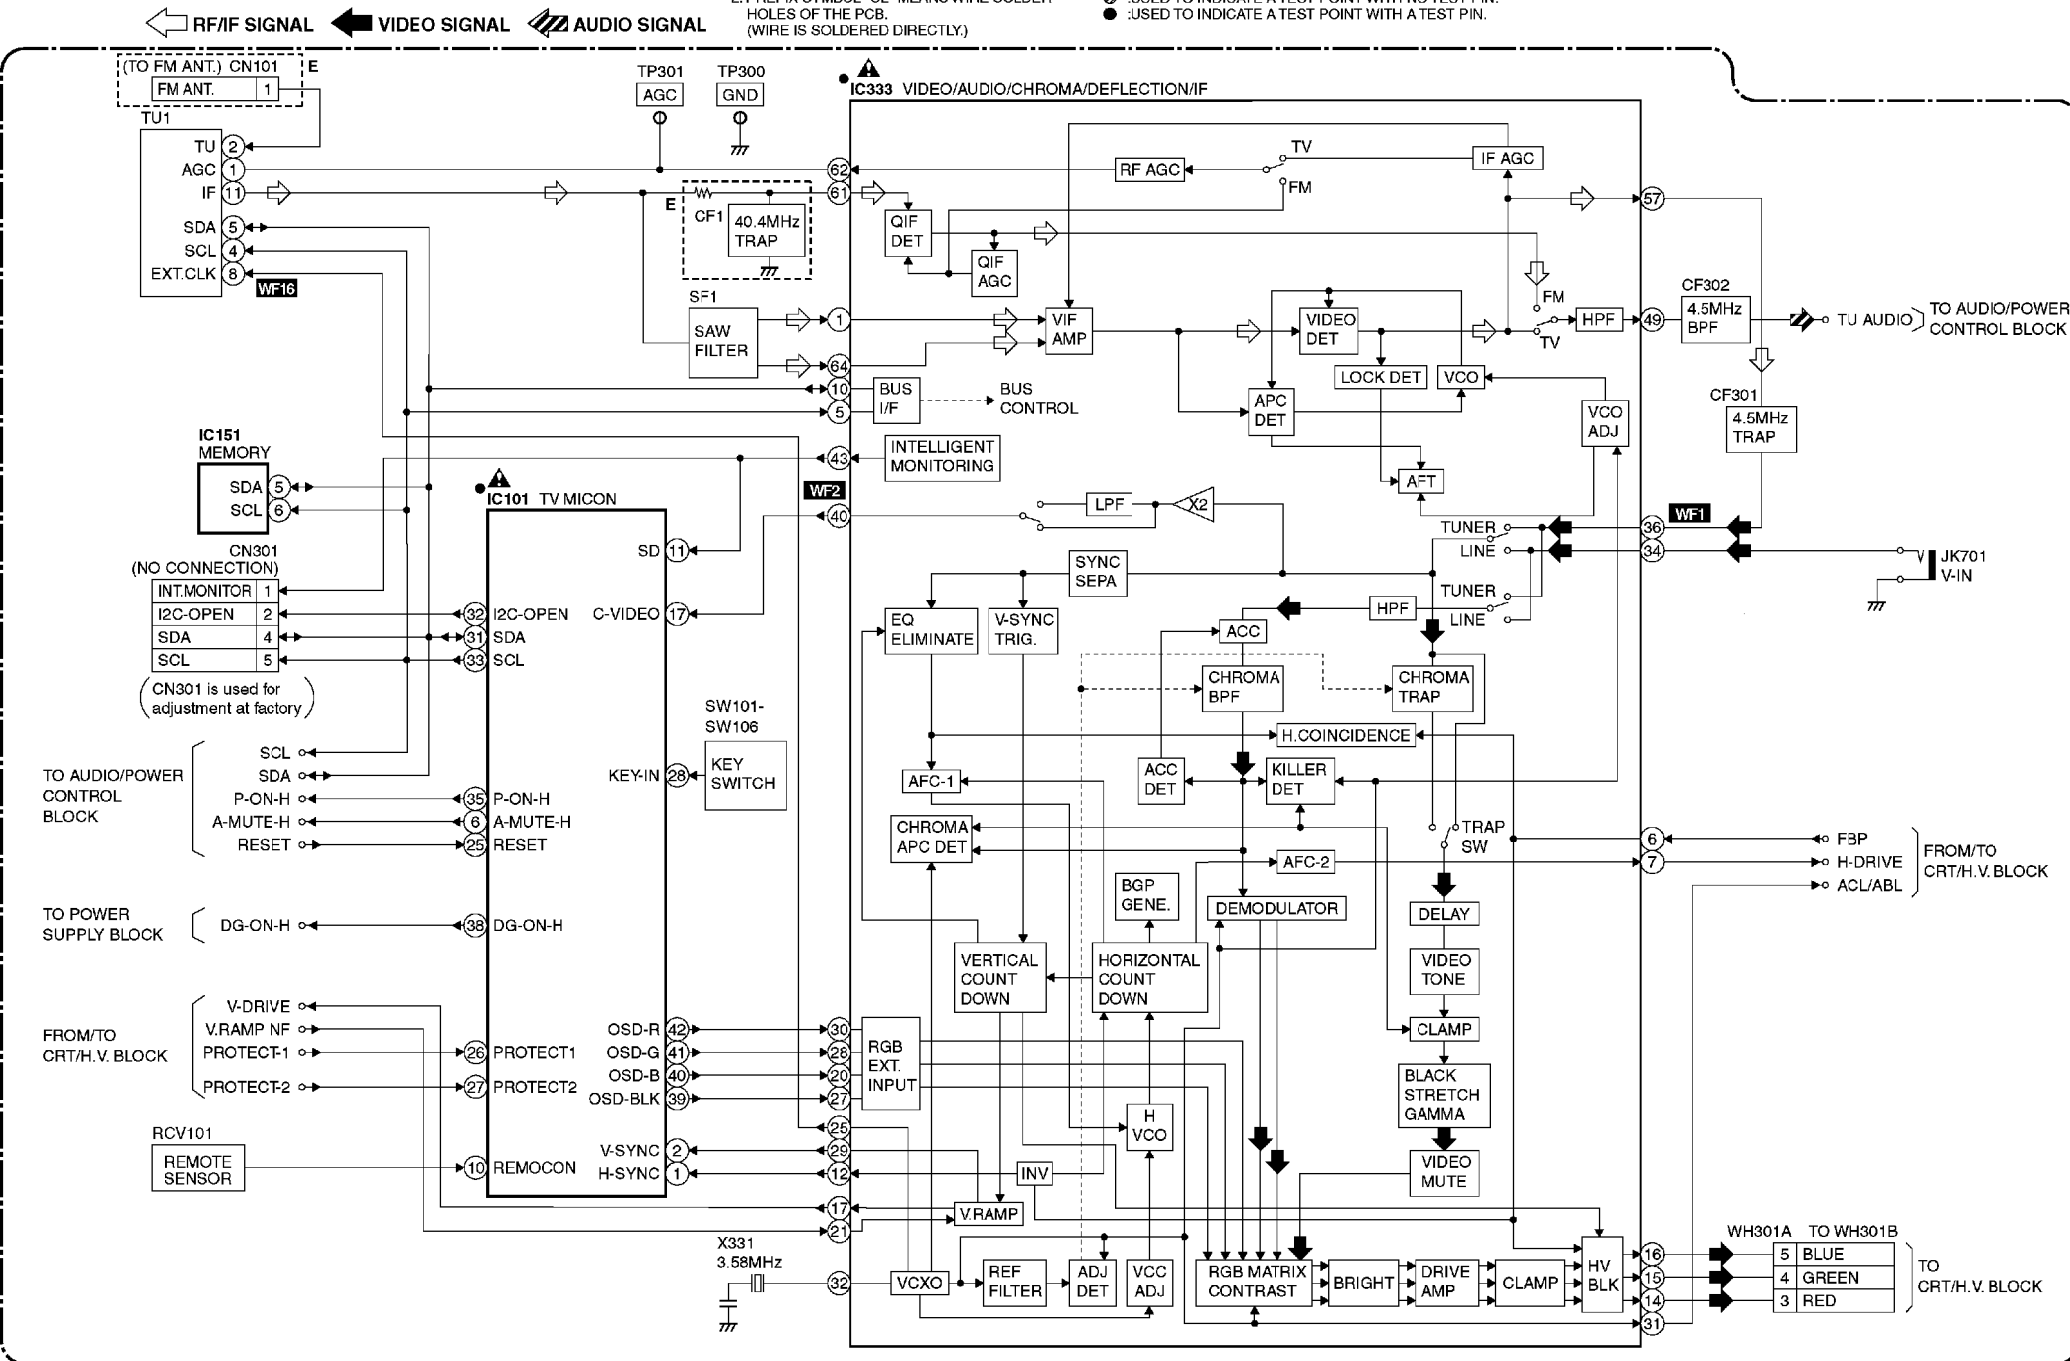 2.PREFIX SYMBOL "CL" MEANS WIRE-SOLDER
HOLES OF THE PCB.
(WIRE IS SOLDERED DIRECTLY.)
:USED TO INDICATE A TEST POINT WITH NO TEST PIN.
:USED TO INDICATE A TEST POINT WITH A TEST PIN.
RF/IF SIGNAL
VIDEO SIGNAL
AUDIO SIGNAL
(TO FM ANT.) CN101
E
FM ANT. 1
TU1
TU 2
AGC 1
IF 11
SDA 5
SCL 4
EXT.CLK 8
WF16
TP301
AGC
TP300
GND
E
CF1
40.4MHz
TRAP
SF1
SAW
FILTER
IC333 VIDEO/AUDIO/CHROMA/DEFLECTION/IF
62
61
1
64
10
5
43
WF2
40
QIF
DET
QIF
AGC
RF AGC
TV
FM
IF AGC
57
VIF
AMP
VIDEO
DET
FM
TV
HPF
49
CF302
4.5MHz
BPF
TU AUDIO
TO AUDIO/POWER
CONTROL BLOCK
LOCK DET
VCO
APC
DET
VCO
ADJ
AFT
CF301
4.5MHz
TRAP
BUS
I/F
BUS
CONTROL
INTELLIGENT
MONITORING
LPF
X2
TUNER
LINE
36
34
WF1
JK701
V-IN
TUNER
LINE
HPF
SYNC
SEPA
EQ
ELIMINATE
V-SYNC
TRIG.
ACC
CHROMA
BPF
CHROMA
TRAP
H.COINCIDENCE
AFC-1
ACC
DET
KILLER
DET
CHROMA
APC DET
AFC-2
TRAP
SW
6
7
FBP
H-DRIVE
ACL/ABL
FROM/TO
CRT/H.V. BLOCK
BGP
GENE.
DEMODULATOR
DELAY
VERTICAL
COUNT
DOWN
HORIZONTAL
COUNT
DOWN
VIDEO
TONE
CLAMP
BLACK
STRETCH
GAMMA
VIDEO
MUTE
RGB
EXT.
INPUT
H
VCO
INV
V.RAMP
VCXO
REF
FILTER
ADJ
DET
VCC
ADJ
RGB MATRIX
CONTRAST
BRIGHT
DRIVE
AMP
CLAMP
HV
BLK
16
15
14
31
WH301A TO WH301B
5 BLUE
4 GREEN
3 RED
TO
CRT/H.V. BLOCK
IC151
MEMORY
SDA 5
SCL 6
CN301
(NO CONNECTION)
INT.MONITOR 1
I2C-OPEN 2
SDA 4
SCL 5
CN301 is used for
adjustment at factory
IC101 TV MICON
SD 11
32 I2C-OPEN
C-VIDEO 17
31 SDA
33 SCL
SW101-
SW106
KEY
SWITCH
KEY-IN 28
TO AUDIO/POWER
CONTROL
BLOCK
SCL
SDA
P-ON-H
A-MUTE-H
RESET
35 P-ON-H
6 A-MUTE-H
25 RESET
TO POWER
SUPPLY BLOCK
DG-ON-H
38 DG-ON-H
FROM/TO
CRT/H.V. BLOCK
V-DRIVE
V.RAMP NF
PROTECT-1
PROTECT-2
26 PROTECT1
27 PROTECT2
OSD-R 42
OSD-G 41
OSD-B 40
OSD-BLK 39
V-SYNC 2
H-SYNC 1
30
28
20
27
25
29
12
17
21
32
RCV101
REMOTE
SENSOR
10 REMOCON
X331
3.58MHz